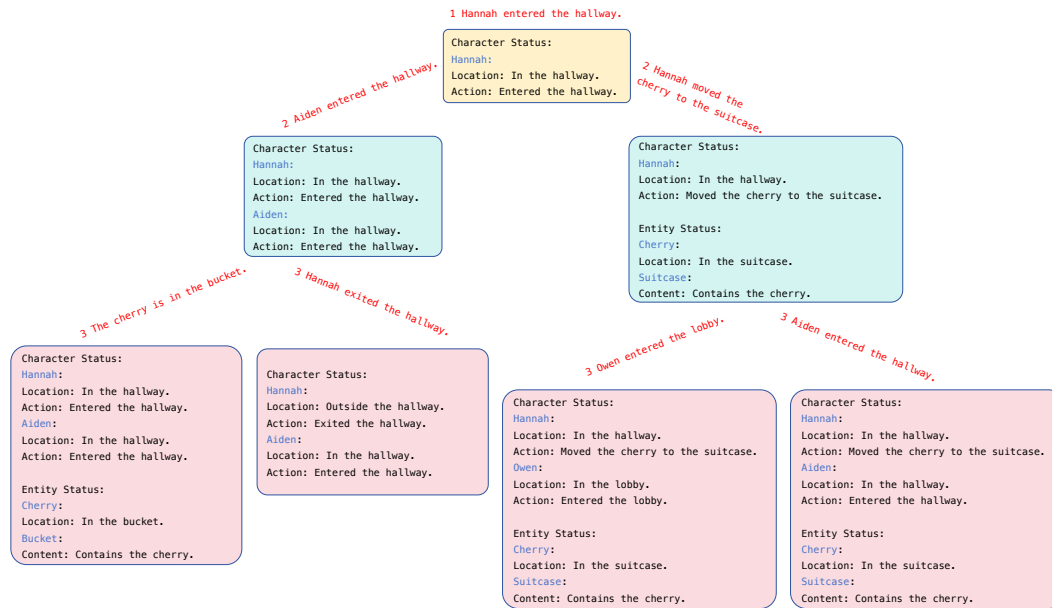 1 Hannah entered the hallway.
Character Status:
Hannah:
Location: In the hallway.
Action: Entered the hallway.
2 Aiden entered the hallway.
2 Hannah moved the
cherry to the suitcase.
Character Status:
Hannah:
Location: In the hallway.
Action: Entered the hallway.
Aiden:
Location: In the hallway.
Action: Entered the hallway.
Character Status:
Hannah:
Location: In the hallway.
Action: Moved the cherry to the suitcase.
Entity Status:
Cherry:
Location: In the suitcase.
Suitcase:
Content: Contains the cherry.
3 The cherry is in the bucket.
3 Hannah exited the hallway.
3 Owen entered the lobby.
3 Aiden entered the hallway.
Character Status:
Hannah:
Location: In the hallway.
Action: Entered the hallway.
Aiden:
Location: In the hallway.
Action: Entered the hallway.
Entity Status:
Cherry:
Location: In the bucket.
Bucket:
Content: Contains the cherry.
Character Status:
Hannah:
Location: Outside the hallway.
Action: Exited the hallway.
Aiden:
Location: In the hallway.
Action: Entered the hallway.
Character Status:
Hannah:
Location: In the hallway.
Action: Moved the cherry to the suitcase.
Owen:
Location: In the lobby.
Action: Entered the lobby.
Entity Status:
Cherry:
Location: In the suitcase.
Suitcase:
Content: Contains the cherry.
Character Status:
Hannah:
Location: In the hallway.
Action: Moved the cherry to the suitcase.
Aiden:
Location: In the hallway.
Action: Entered the hallway.
Entity Status:
Cherry:
Location: In the suitcase.
Suitcase:
Content: Contains the cherry.